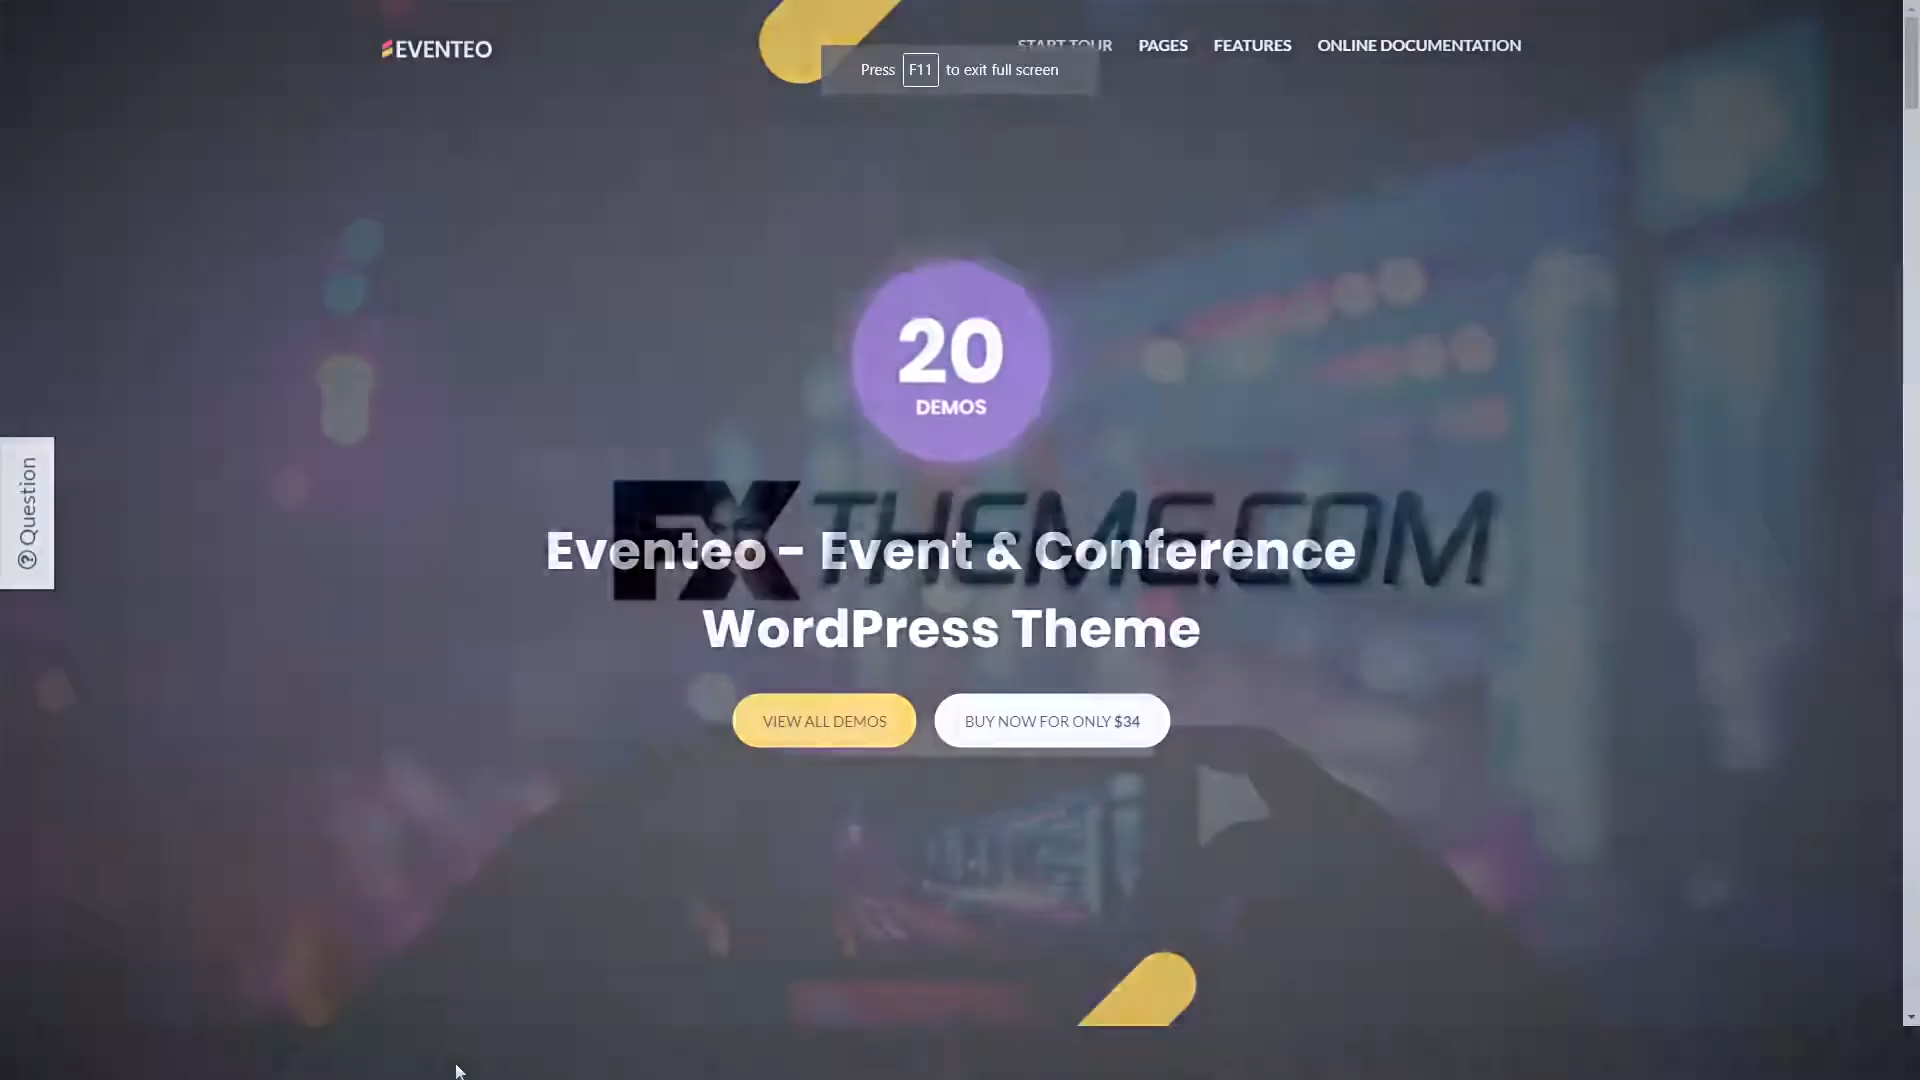 EVENTEO
START TOUR PAGES FEATURES ONLINE DOCUMENTATION
Press F11 to exit full screen
20
DEMOS
Question
FXTHEME.COM
Eventeo - Event & Conference
WordPress Theme
VIEW ALL DEMOS
BUY NOW FOR ONLY $34